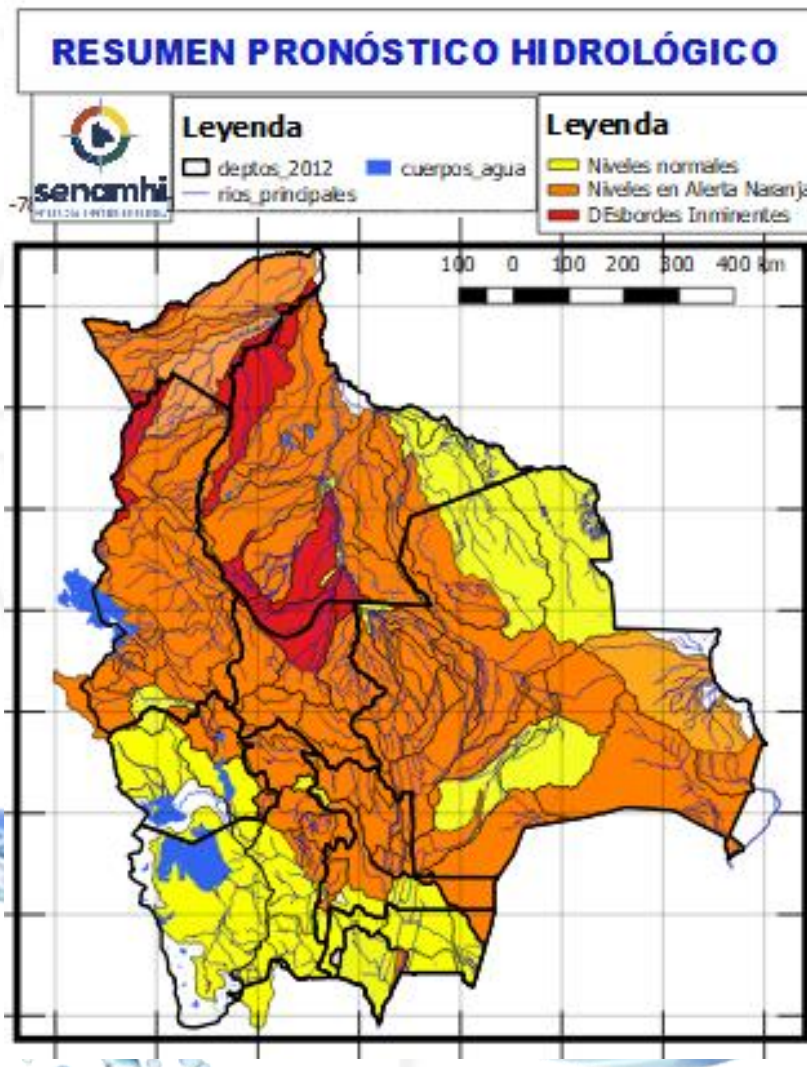 RESUMEN PRONÓSTICO HIDROLÓGICO
Leyenda
deptos_2012 cuerpos_agua
rios_principales
senamhi
Leyenda
Niveles normales
Niveles en Alerta Naranja
DEsbordes Inminentes
100 0 100 200 300 400 km